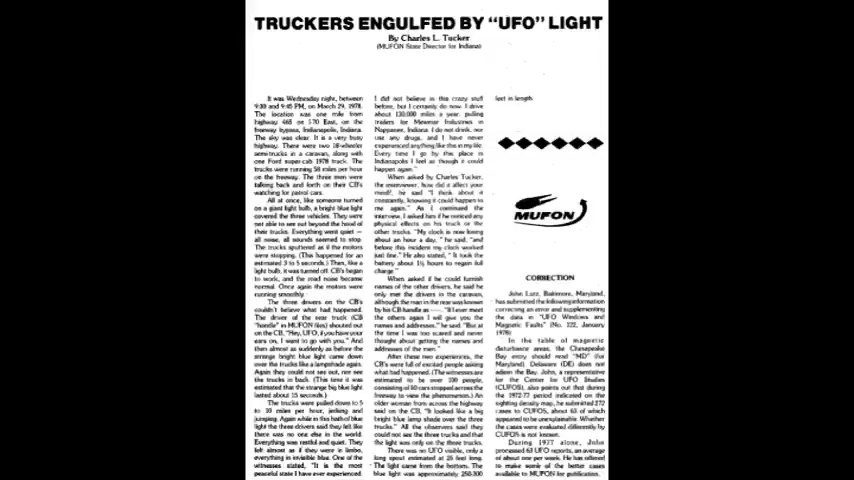 TRUCKERS ENGULFED BY "UFO" LIGHT
By Charles L. Tucker
(MUFON State Director for Indiana)
It was Wednesday night, between
9:30 and 9:45 PM, on March 29, 1978.
The location was one mile from
highway 465 on I-70 East, on the
freeway bypass, Indianapolis, Indiana.
The sky was clear. It is a very busy
highway. There were two 18-wheeler
semi-trucks in a caravan, along with
one Ford super-cab 1978 truck. The
trucks were running 58 miles per hour
on the freeway. The three men were
talking back and forth on their CB's
watching for patrol cars.
All at once, like someone turned
on a giant light bulb, a bright blue light
covered the three vehicles. They were
not able to see out beyond the hood of
their trucks. Everything went quiet —
all noise, all sounds seemed to stop.
The trucks sputtered as if the motors
were stopping. (This happened for an
estimated 3 to 5 seconds.) Then, like a
light bulb, it was turned off. CB's began
to work, and the road noise became
normal. Once again the motors were
running smoothly.
The three drivers on the CB's
couldn't believe what had happened.
The driver of the rear truck (CB
"handle" in MUFON files) shouted out
on the CB, "Hey, UFO, if you have your
ears on, I want to go with you." And
then almost as suddenly as before the
strange bright blue light came down
over the trucks like a lampshade again.
Again they could not see out, nor see
the trucks in back. (This time it was
estimated that the strange big blue light
lasted about 15 seconds.)
The trucks were pulled down to 5
to 10 miles per hour, jerking and
jumping. Again while in this bath of blue
light the three drivers said they felt like
there was no one else in the world.
Everything was restful and quiet. They
felt almost as if they were in limbo,
everything in invisible blue. One of the
witnesses stated, "It is the most
peaceful state I have ever experienced.
I did not believe in this crazy stuff
before, but I certainly do now. I drive
about 130,000 miles a year pulling
trailers for Newmar Industries in
Nappanee, Indiana. I do not drink, nor
use any drugs, and I have never
experienced anything like this in my life.
Every time I go by this place in
Indianapolis I feel as though it could
happen again."
When asked by Charles Tucker,
the interviewer, how did it affect your
mind?, he said "I think about it
constantly, knowing it could happen to
me again." As I continued the
interview, I asked him if he noticed any
physical effects on his truck or the
other trucks. "My clock is now losing
about an hour a day, " he said, "and
before this incident my clock worked
just fine." He also stated, " It took the
battery about 1½ hours to regain full
charge."
When asked if he could furnish
names of the other drivers, he said he
only met the drivers in the caravan,
although the man in the rear was known
by his CB handle as ——. "If I ever meet
the others again I will give you the
names and addresses," he said. "But at
the time I was too scared and never
thought about getting the names and
addresses of the men."
After these two experiences, the
CB's were full of excited people asking
what had happened. (The witnesses are
estimated to be over 100 people,
consisting of 50 cars stopped across the
freeway to view the phenomenon.) An
older woman from across the highway
said on the CB, "It looked like a big
bright blue lamp shade over the three
trucks." All the observers said they
could not see the three trucks and that
the light was only on the three trucks.
There was no UFO visible, only a
long spout estimated at 25 feet long.
The light came from the bottom. The
blue light was approximately 250-300
feet in length.
MUFON
CORRECTION
John Lutz, Baltimore, Maryland,
has submitted the following information
correcting an error and supplementing
the data in "UFO Windows and
Magnetic Faults" (No. 122, January
1978):
In the table of magnetic
disturbance areas, the Chesapeake
Bay entry should read "MD" (for
Maryland) Delaware (DE) does not
adjoin the Bay. John, a representative
for the Center for UFO Studies
(CUFOS), also points out that during
the 1972-77 period indicated on the
sighting density map, he submitted 272
cases to CUFOS, about 63 of which
appeared to be unexplainable. Whether
the cases were evaluated differently by
CUFOS is not known.
During 1977 alone, John
processed 63 UFO reports, an average
of about one per week. He has offered
to make some of the better cases
available to MUFON for publication.